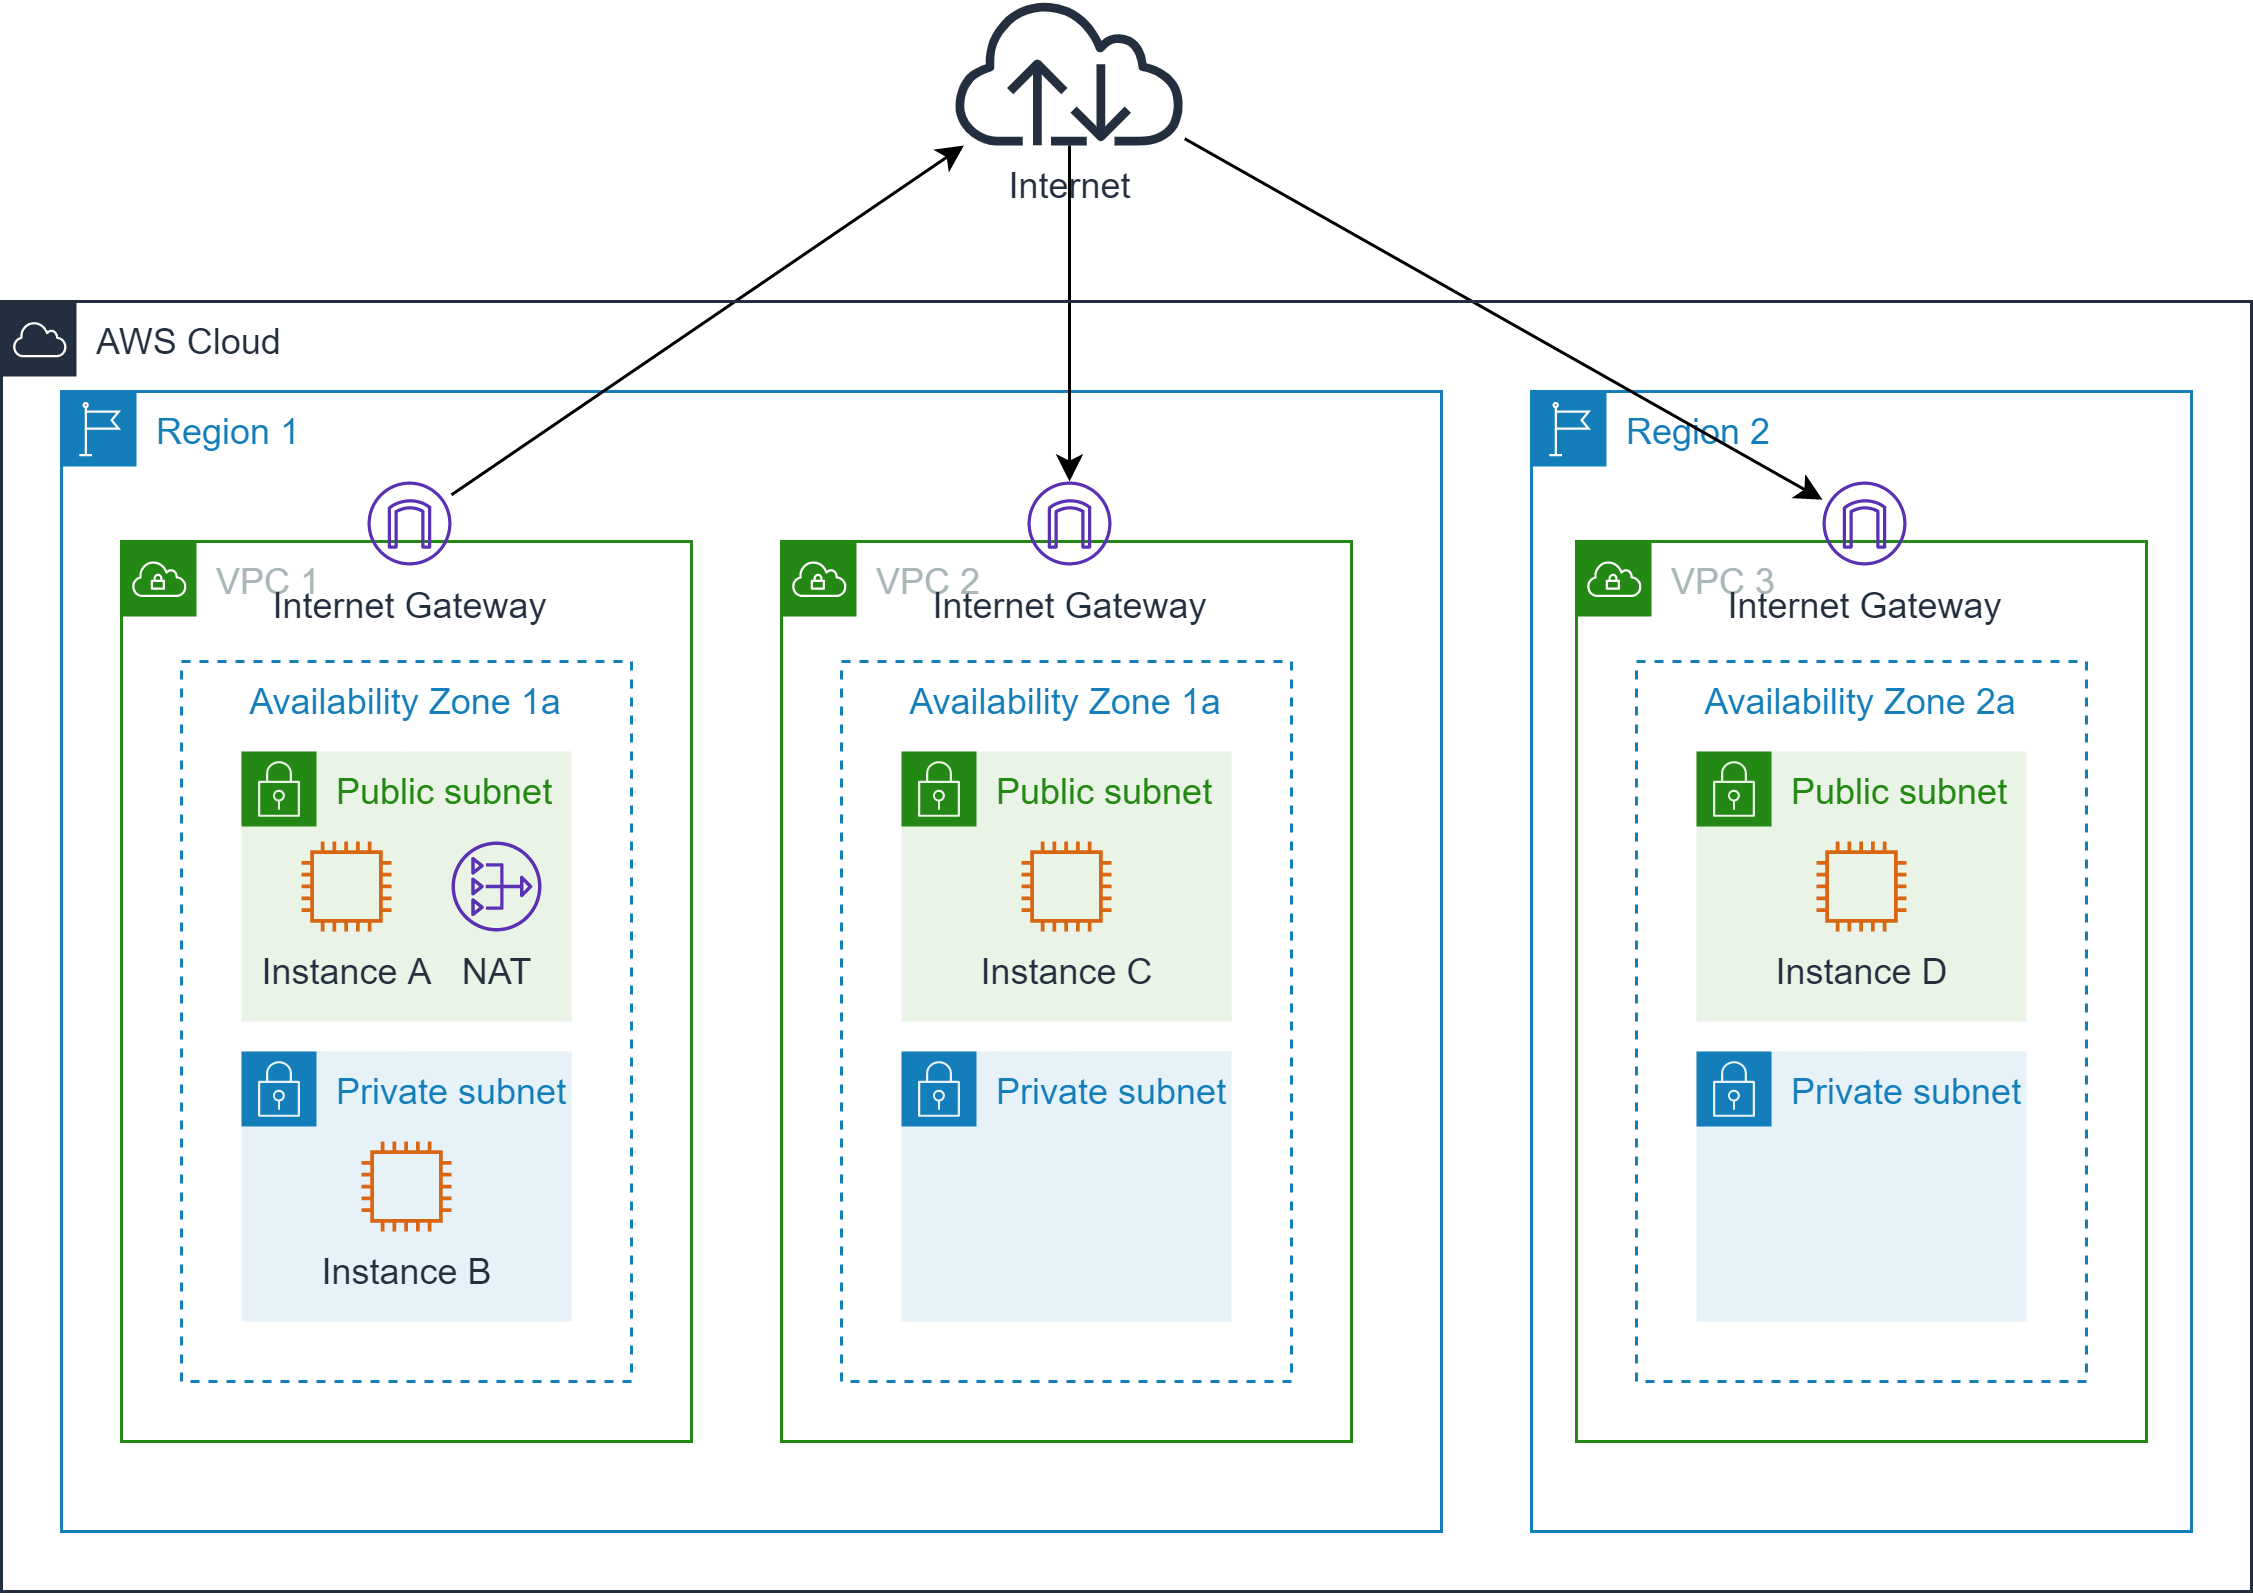 Internet
AWS Cloud
Region 1
Region 2
VPC 1
Internet Gateway
VPC 2
Internet Gateway
VPC 3
Internet Gateway
Availability Zone 1a
Availability Zone 1a
Availability Zone 2a
Public subnet
Public subnet
Public subnet
Instance A
NAT
Instance C
Instance D
Private subnet
Private subnet
Private subnet
Instance B